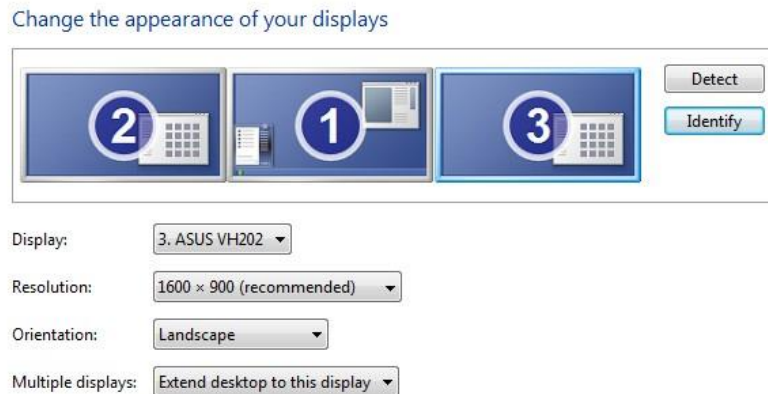 Change the appearance of your displays
2 1 3
Detect
Identify
Display: 3. ASUS VH202
Resolution: 1600 × 900 (recommended)
Orientation: Landscape
Multiple displays: Extend desktop to this display